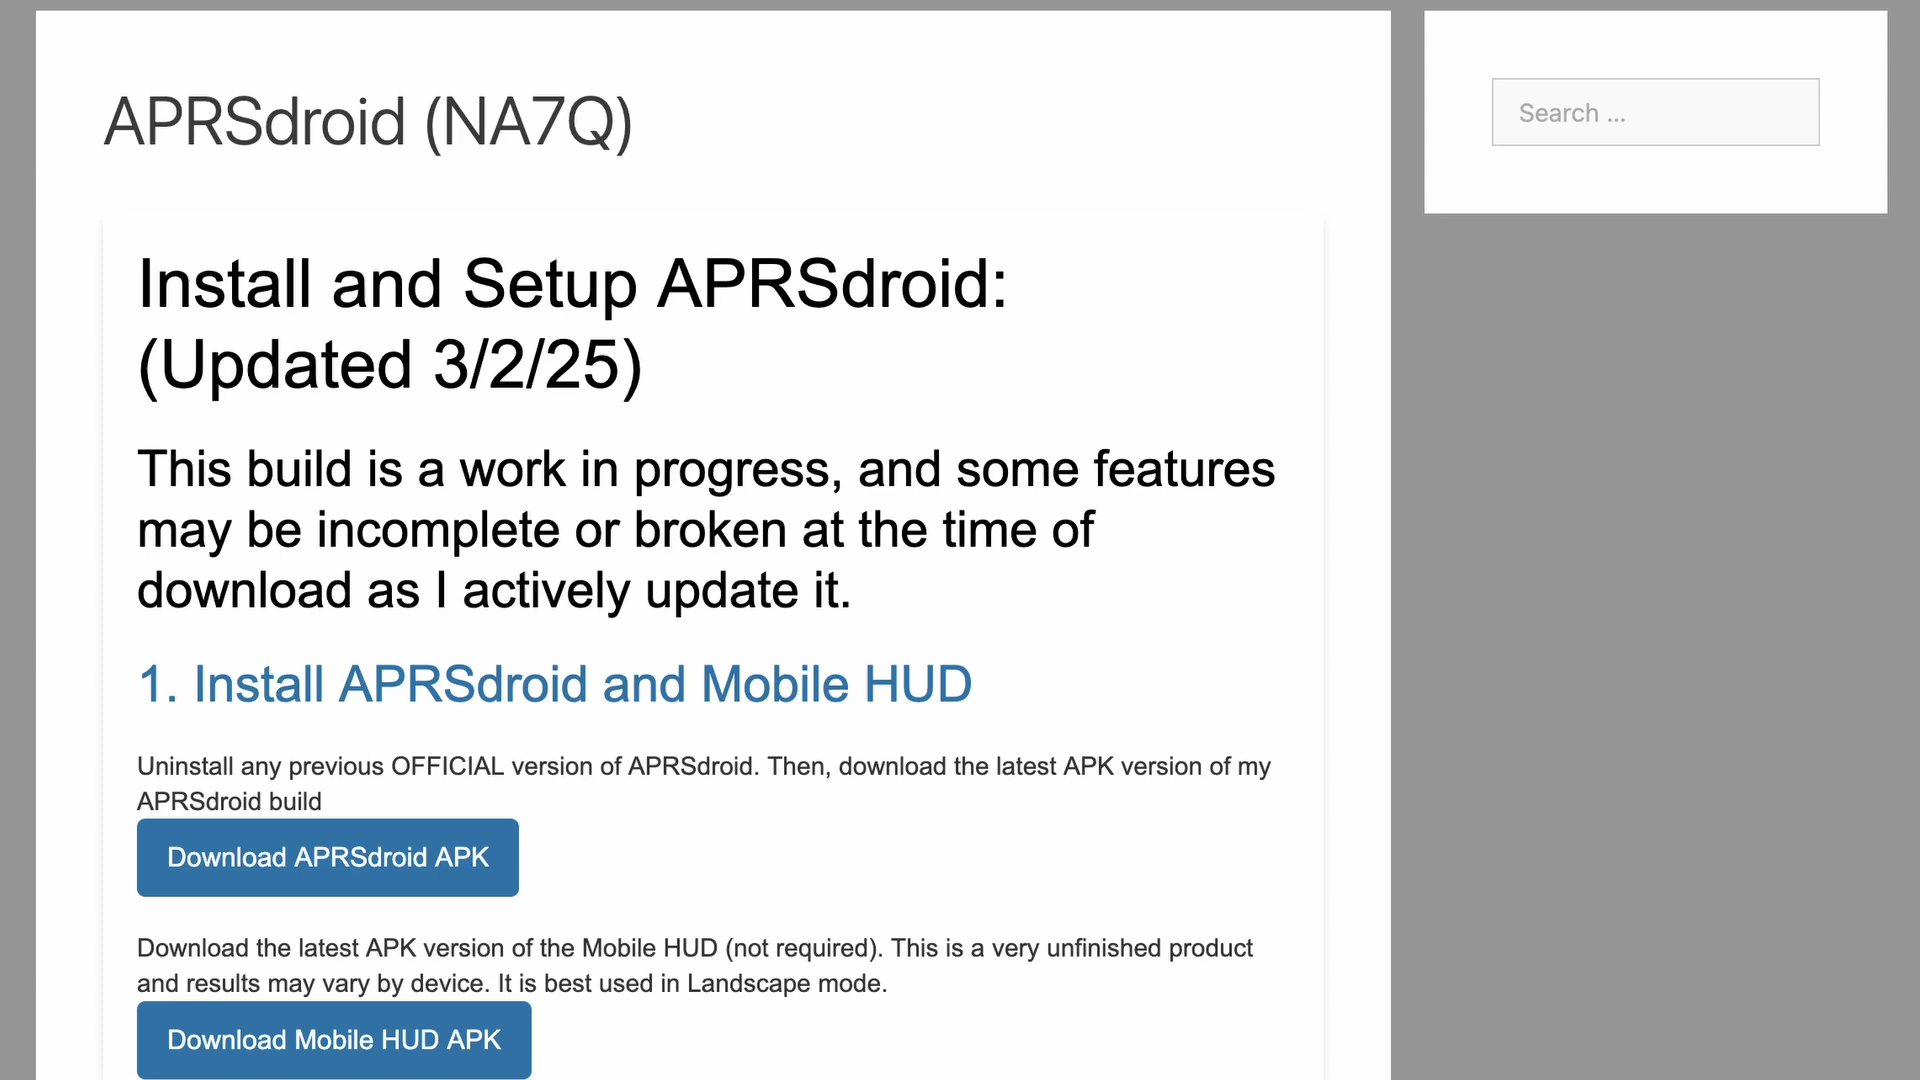 APRSdroid (NA7Q)
Search ...
Install and Setup APRSdroid:
(Updated 3/2/25)
This build is a work in progress, and some features
may be incomplete or broken at the time of
download as I actively update it.
1. Install APRSdroid and Mobile HUD
Uninstall any previous OFFICIAL version of APRSdroid. Then, download the latest APK version of my
APRSdroid build
Download APRSdroid APK
Download the latest APK version of the Mobile HUD (not required). This is a very unfinished product
and results may vary by device. It is best used in Landscape mode.
Download Mobile HUD APK